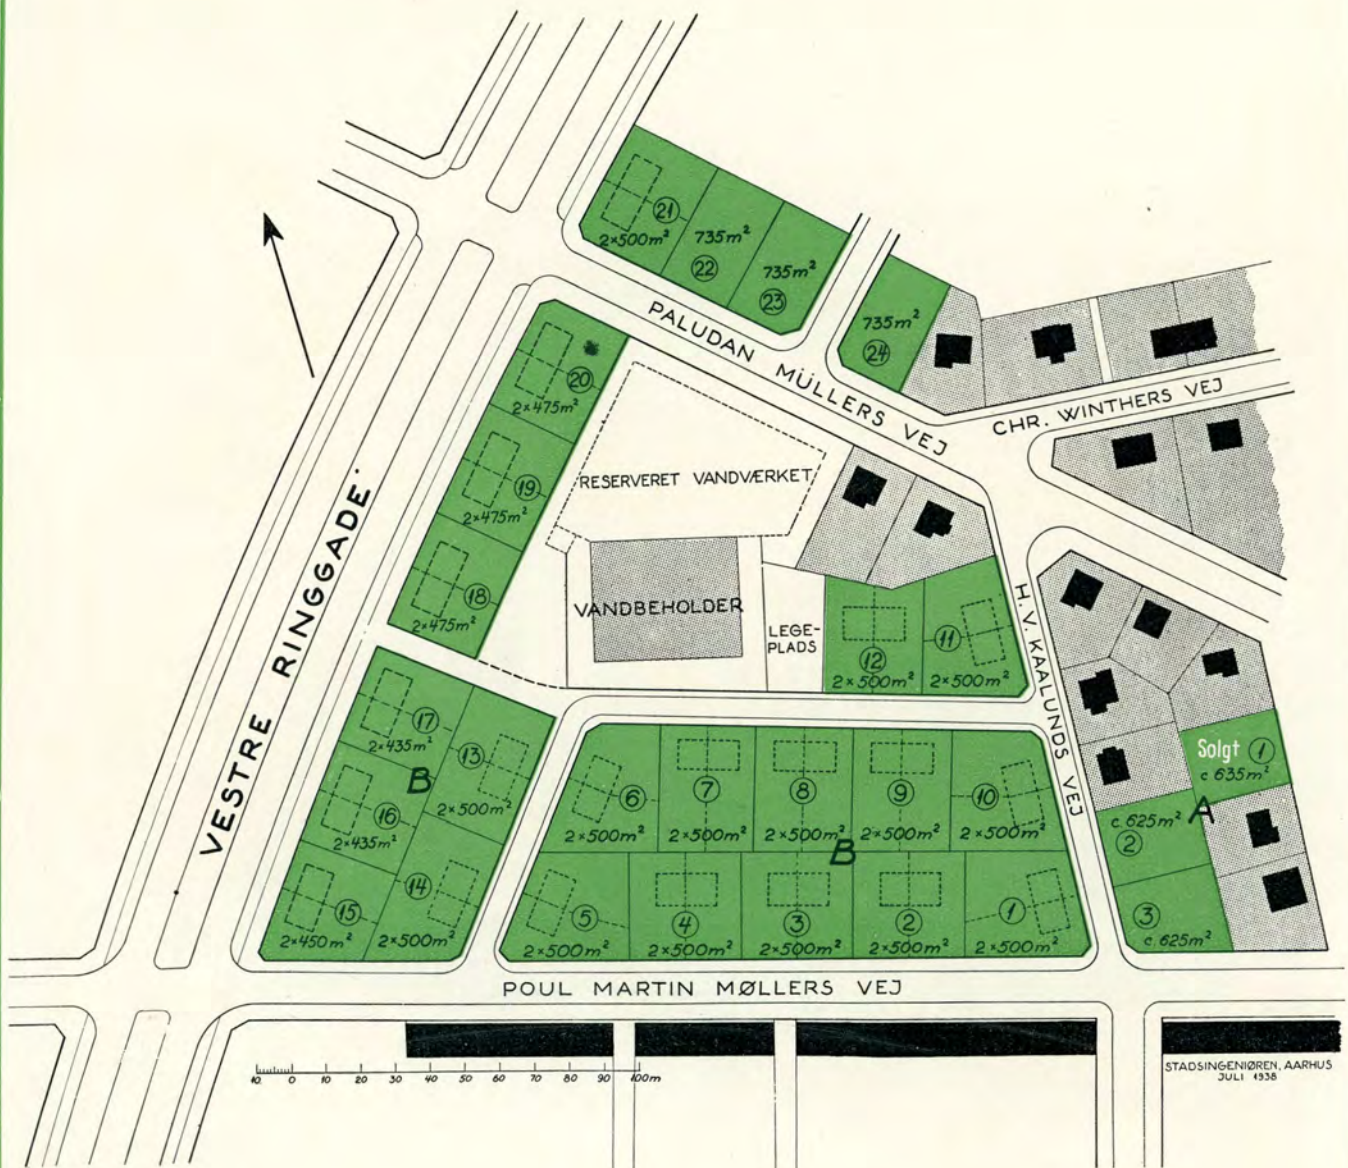 21
2×500m²
735m²
22
735m²
23
735m²
24
PALUDAN MÜLLERS VEJ
CHR. WINTHERS VEJ
20
2×475m²
19
2×475m²
18
2×475m²
RESERVERET VANDVÆRKET
VANDBEHOLDER
LEGE-
PLADS
12
2×500m²
11
2×500m²
H. V. KAALUNDS VEJ
VESTRE RINGGADE.
17
2×435m²
B
13
2×500m²
16
2×435m²
15
2×450m²
14
2×500m²
6
2×500m²
7
2×500m²
8
2×500m²
9
2×500m²
10
2×500m²
B
5
2×500m²
4
2×500m²
3
2×500m²
2
2×500m²
1
2×500m²
Solgt 1
c 635m²
A
c. 625m²
2
3
c. 625m²
POUL MARTIN MØLLERS VEJ
10 0 10 20 30 40 50 60 70 80 90 100m
STADSINGENIØREN, AARHUS
JULI 1938